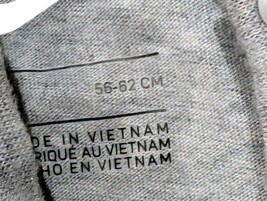 56-62 CM
DE IN VIETNAM
RIQUÉ AU VIETNAM
HO EN VIETNAM